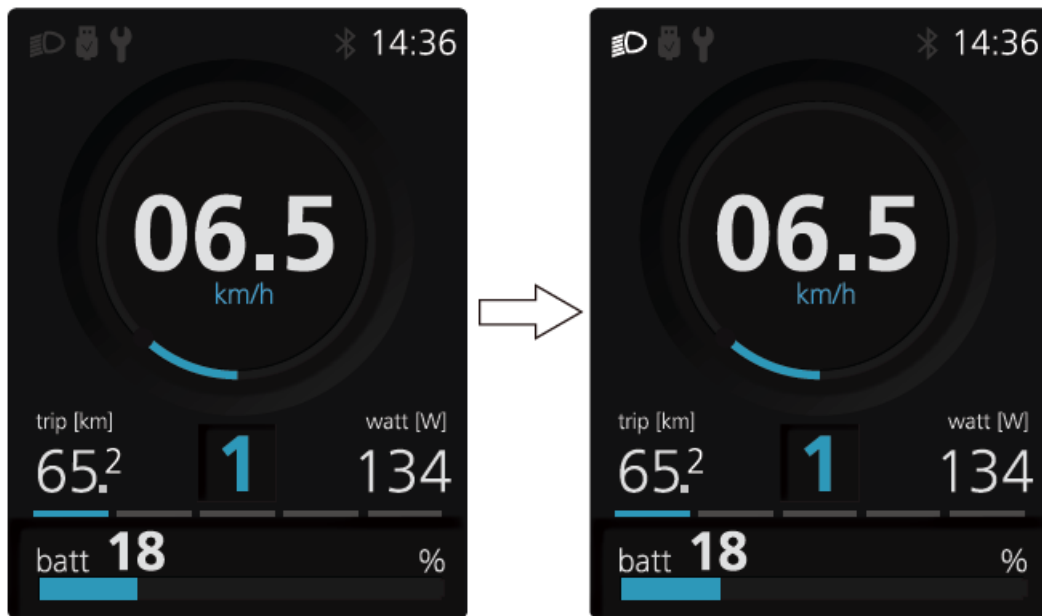 14:36
06.5
km/h
trip [km]
watt [W]
65.2
1
134
batt 18 %
14:36
06.5
km/h
trip [km]
watt [W]
65.2
1
134
batt 18 %